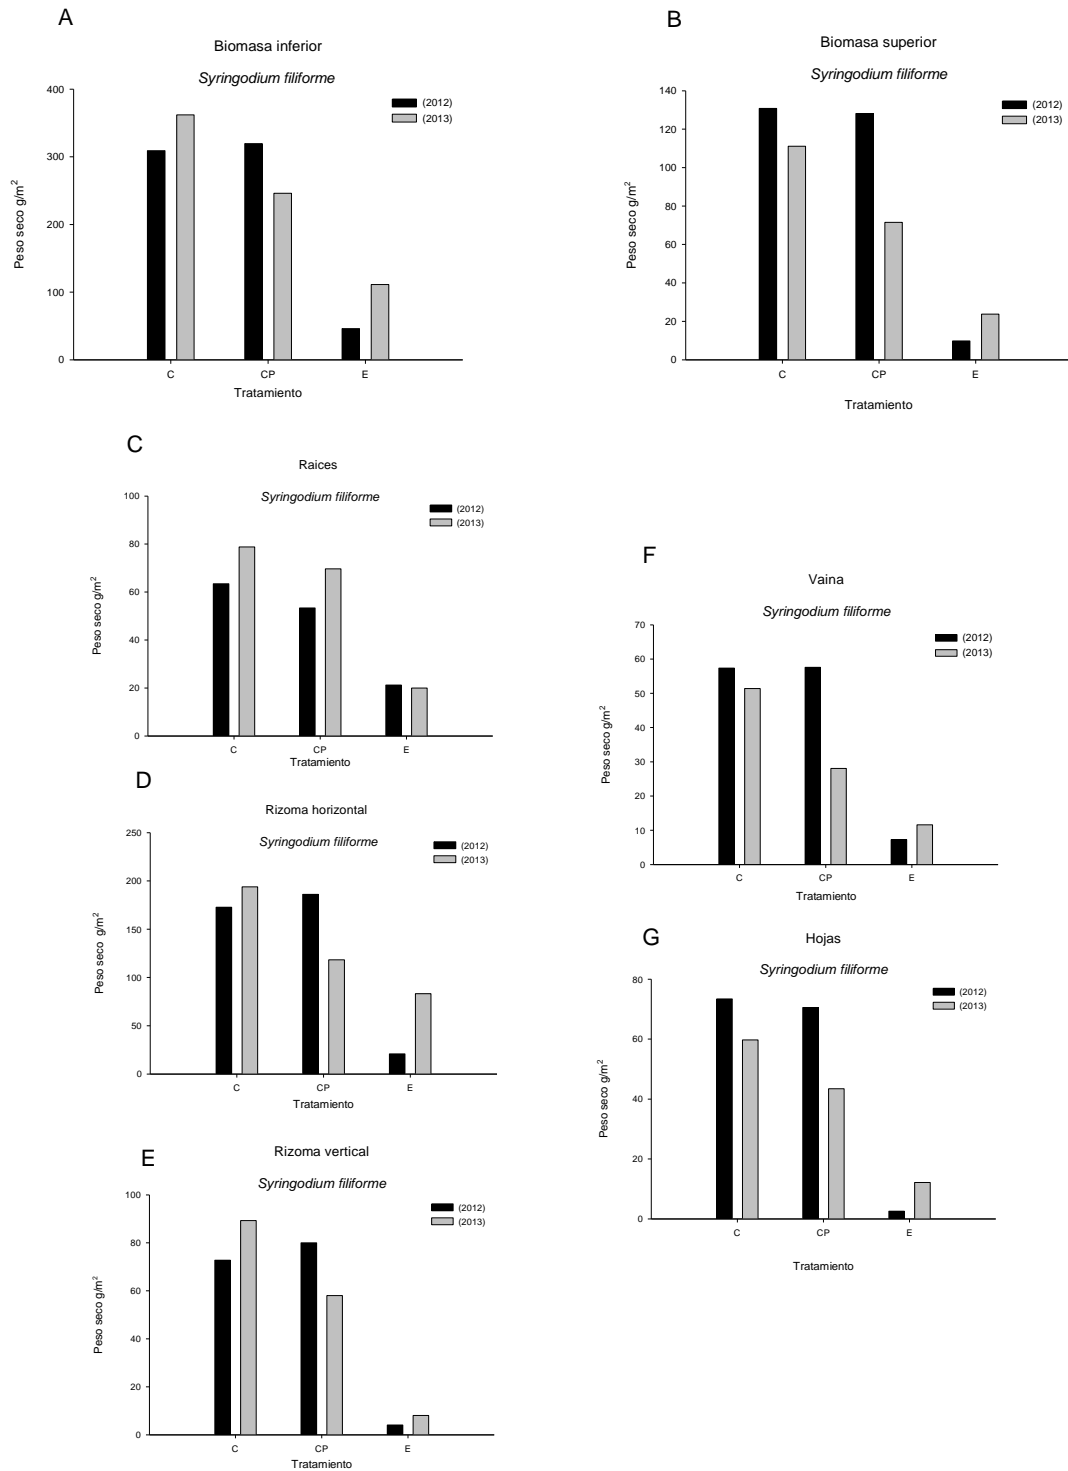 A
Biomasa inferior
Syringodium filiforme
(2012)
(2013)
Peso seco g/m²
400
300
200
100
0
C CP E
Tratamiento
B
Biomasa superior
Syringodium filiforme
(2012)
(2013)
Peso seco g/m²
140
120
100
80
60
40
20
0
C CP E
Tratamiento
C
Raices
Syringodium filiforme
(2012)
(2013)
Peso seco g/m²
100
80
60
40
20
0
C CP E
Tratamiento
D
Rizoma horizontal
Syringodium filiforme
(2012)
(2013)
Peso seco g/m²
250
200
150
100
50
0
C CP E
Tratamiento
E
Rizoma vertical
Syringodium filiforme
(2012)
(2013)
Peso seco g/m²
100
80
60
40
20
0
C CP E
Tratamiento
F
Vaina
Syringodium filiforme
(2012)
(2013)
Peso seco g/m²
70
60
50
40
30
20
10
0
C CP E
Tratamiento
G
Hojas
Syringodium filiforme
(2012)
(2013)
Peso seco g/m²
80
60
40
20
0
C CP E
Tratamiento